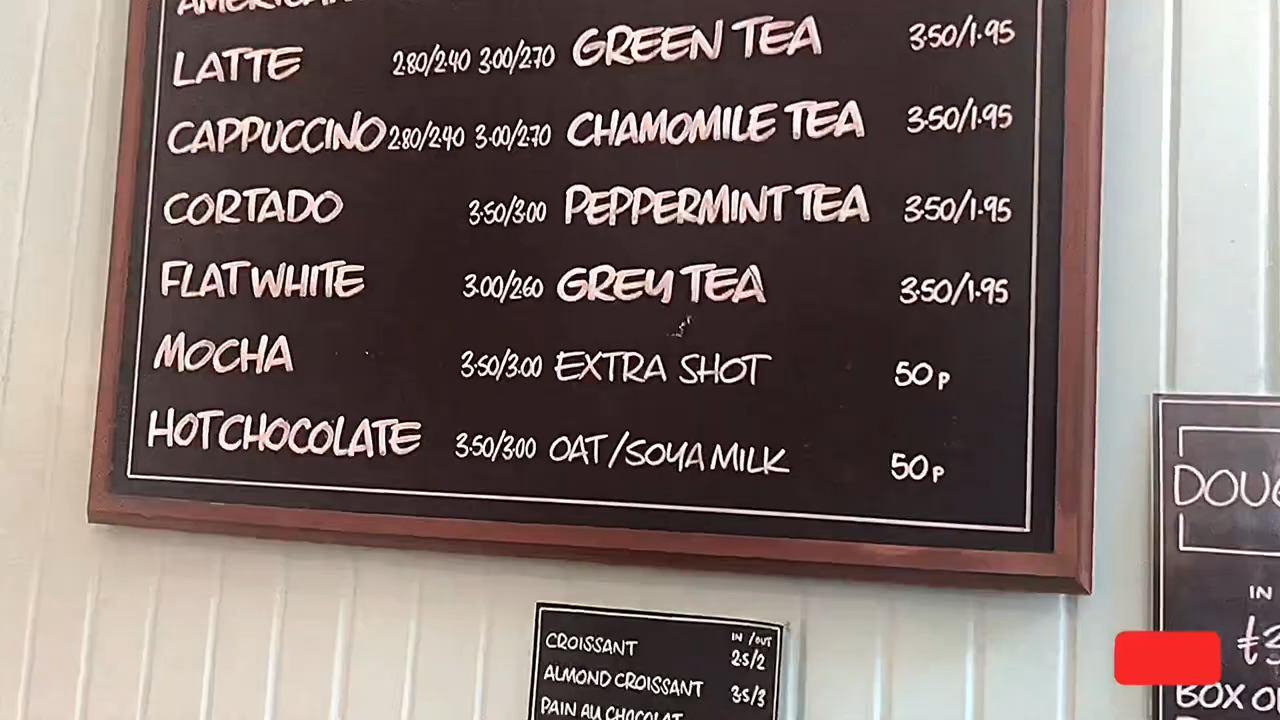 LATTE 2.80/2.40 3.00/2.70
CAPPUCCINO 2.80/2.40 3.00/2.70
CORTADO 3.50/3.00
FLAT WHITE 3.00/2.60
MOCHA 3.50/3.00
HOT CHOCOLATE 3.50/3.00
GREEN TEA 3.50/1.95
CHAMOMILE TEA 3.50/1.95
PEPPERMINT TEA 3.50/1.95
GREY TEA 3.50/1.95
EXTRA SHOT 50p
OAT/SOYA MILK 50p
IN/OUT
CROISSANT 2.5/2
ALMOND CROISSANT 3.5/3
PAIN AU CHOCOLAT
IN
BOX